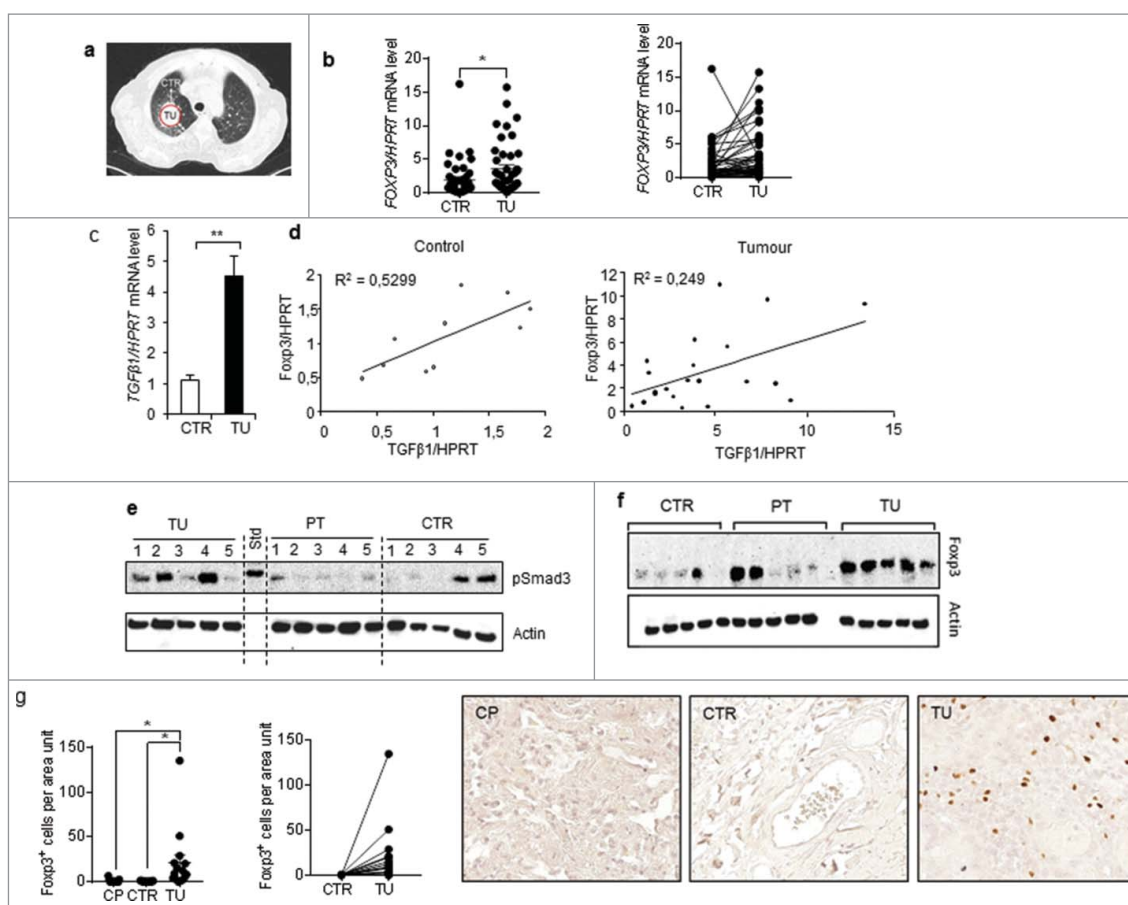 a
CTR
TU
b
FOXP3/HPRT mRNA level
20
15
10
5
0
*
CTR TU
FOXP3/HPRT mRNA level
20
15
10
5
0
CTR TU
c
TGFβ1/HPRT mRNA level
6
5
4
3
2
1
0
**
CTR TU
d
Control
R² = 0,5299
Foxp3/HPRT
2
1,5
1
0,5
0
0 0,5 1 1,5 2
TGFβ1/HPRT
Tumour
R² = 0,249
Foxp3/HPRT
12
10
8
6
4
2
0
0 5 10 15
TGFβ1/HPRT
e
TU Std PT CTR
1 2 3 4 5 1 2 3 4 5 1 2 3 4 5
pSmad3
Actin
f
CTR PT TU
Foxp3
Actin
g
Foxp3⁺ cells per area unit
150
100
50
0
*
*
CP CTR TU
Foxp3⁺ cells per area unit
150
100
50
0
CTR TU
CP
CTR
TU